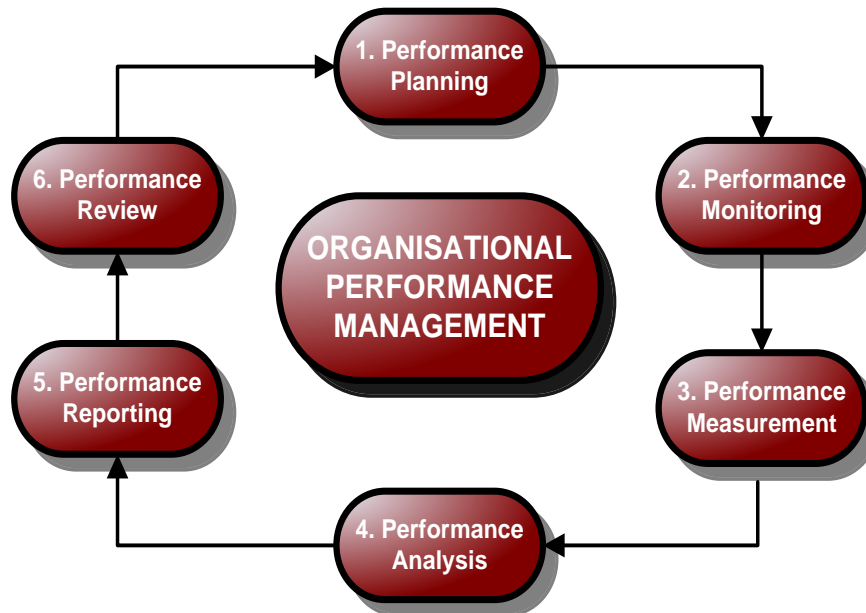 1. Performance
Planning
2. Performance
Monitoring
3. Performance
Measurement
4. Performance
Analysis
5. Performance
Reporting
6. Performance
Review
ORGANISATIONAL
PERFORMANCE
MANAGEMENT